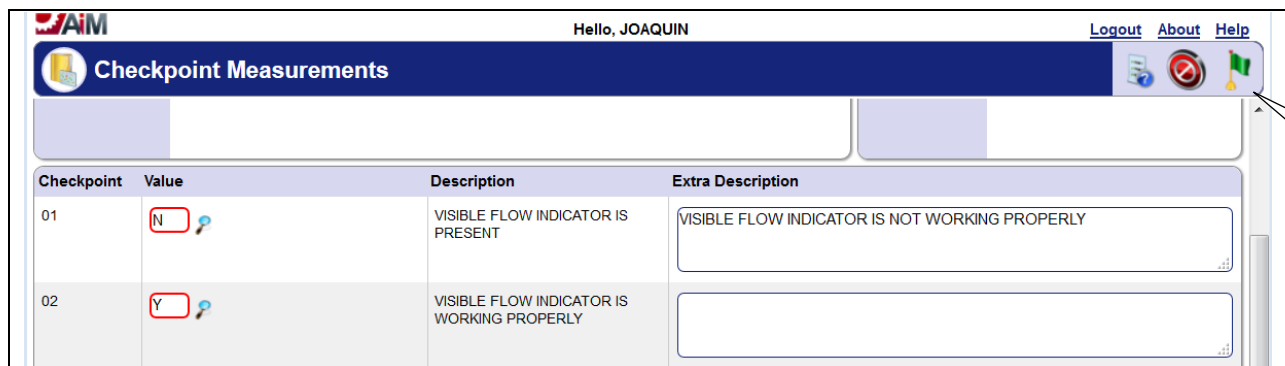 AiM
Hello, JOAQUIN
Logout About Help
Checkpoint Measurements
Checkpoint Value Description Extra Description
01 N VISIBLE FLOW INDICATOR IS VISIBLE FLOW INDICATOR IS NOT WORKING PROPERLY
PRESENT
02 Y VISIBLE FLOW INDICATOR IS
WORKING PROPERLY